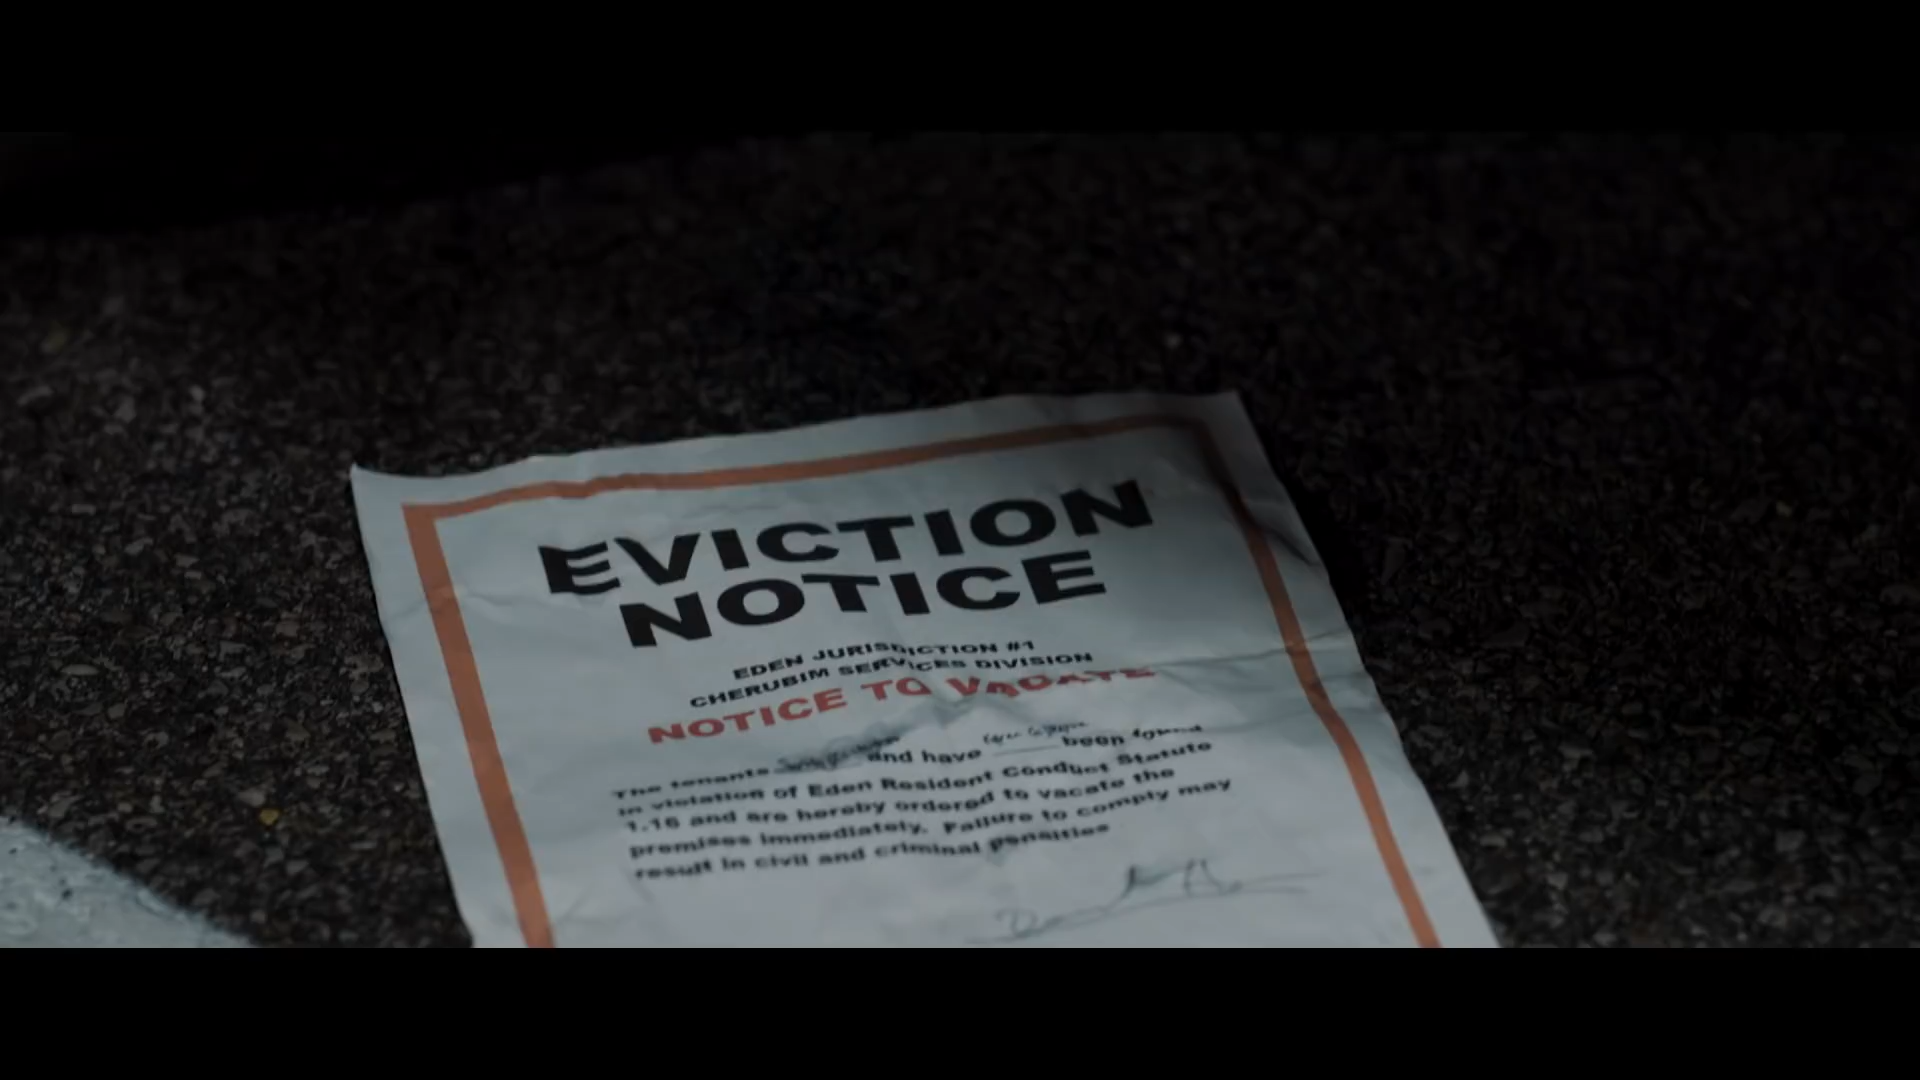 EVICTION
NOTICE
EDEN JURISDICTION #1
CHERUBIM SERVICES DIVISION
NOTICE TO VACATE
The tenants and have been found
in violation of Eden Resident Conduct Statute
1.16 and are hereby ordered to vacate the
premises immediately. Failure to comply may
result in civil and criminal penalties